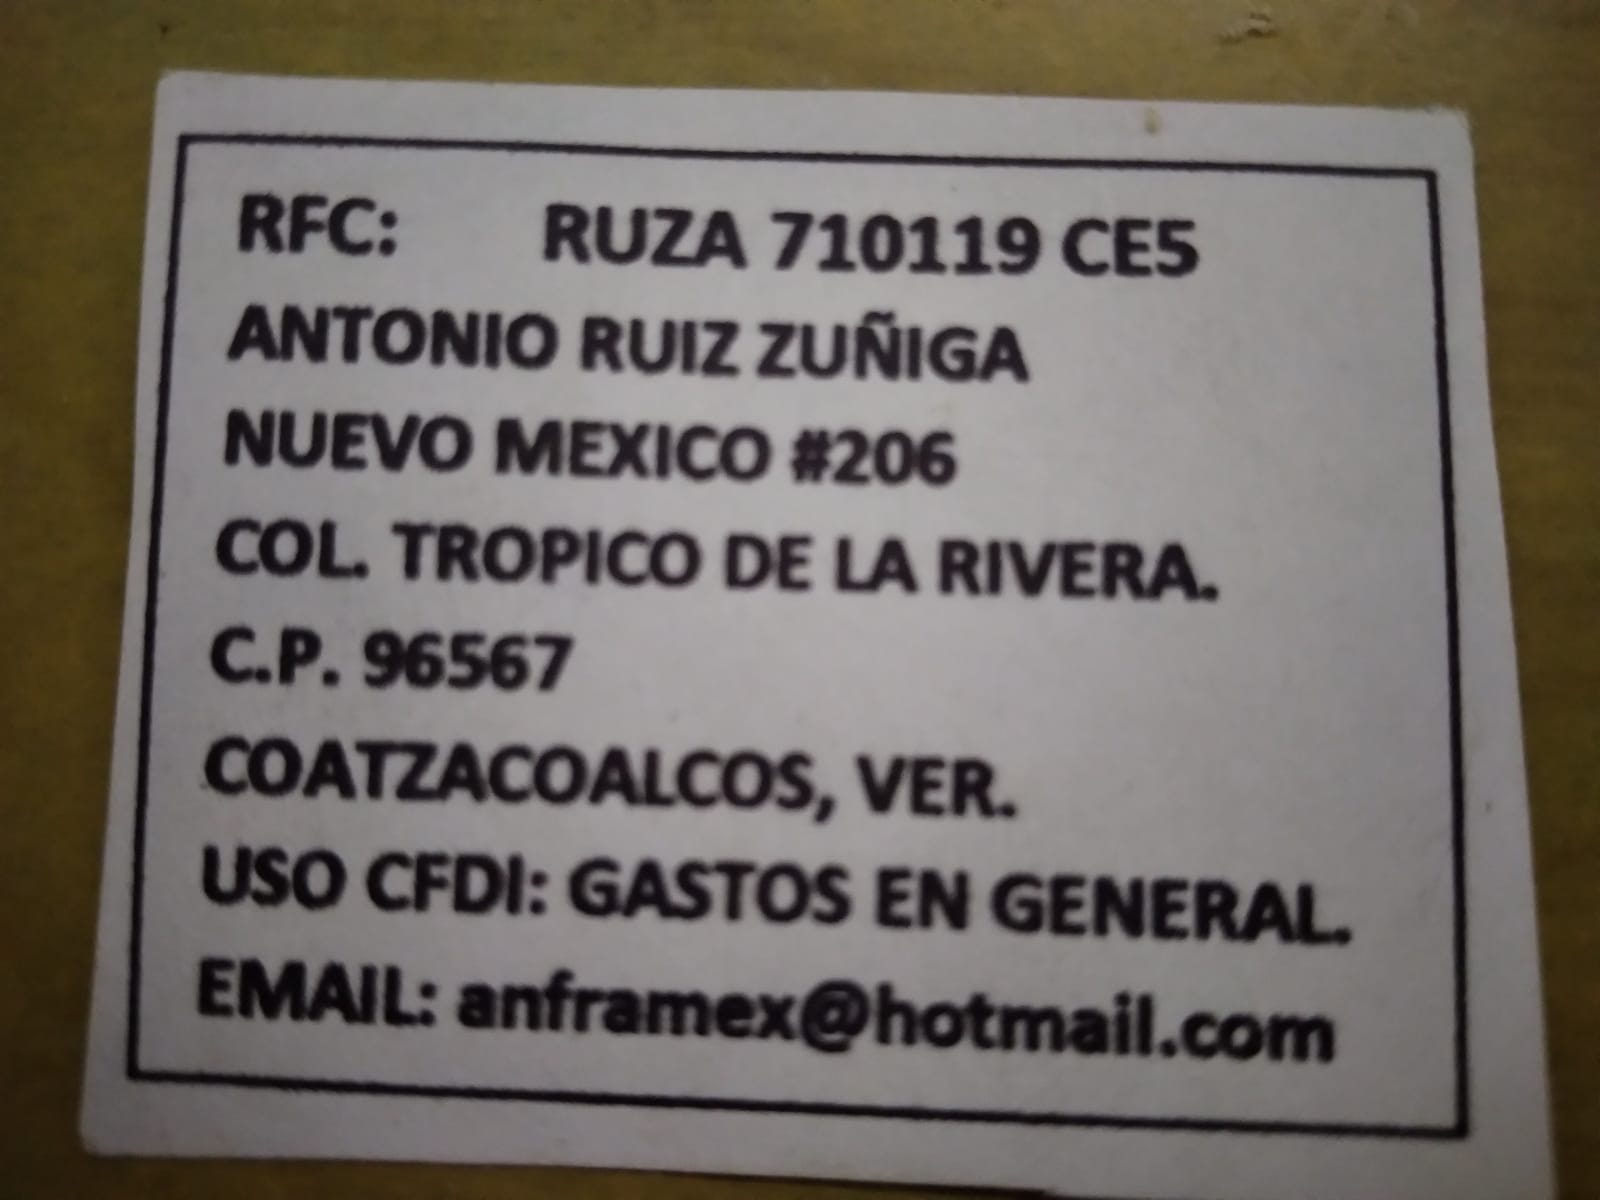 RFC: RUZA 710119 CE5
ANTONIO RUIZ ZUÑIGA
NUEVO MEXICO #206
COL. TROPICO DE LA RIVERA.
C.P. 96567
COATZACOALCOS, VER.
USO CFDI: GASTOS EN GENERAL.
EMAIL: anframex@hotmail.com